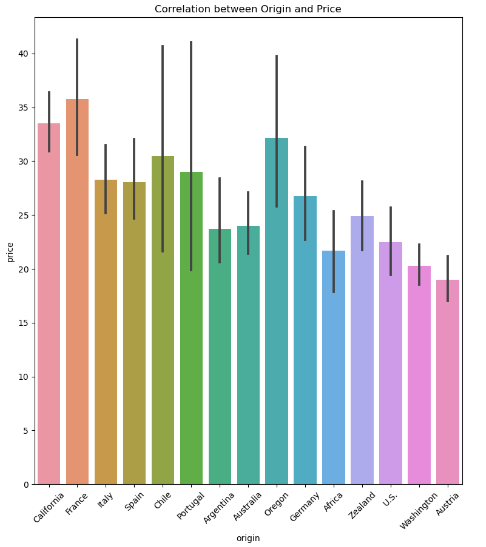 Correlation between Origin and Price
price
40
35
30
25
20
15
10
5
0
California
France
Italy
Spain
Chile
Portugal
Argentina
Australia
Oregon
Germany
Africa
Zealand
U.S.
Washington
Austria
origin